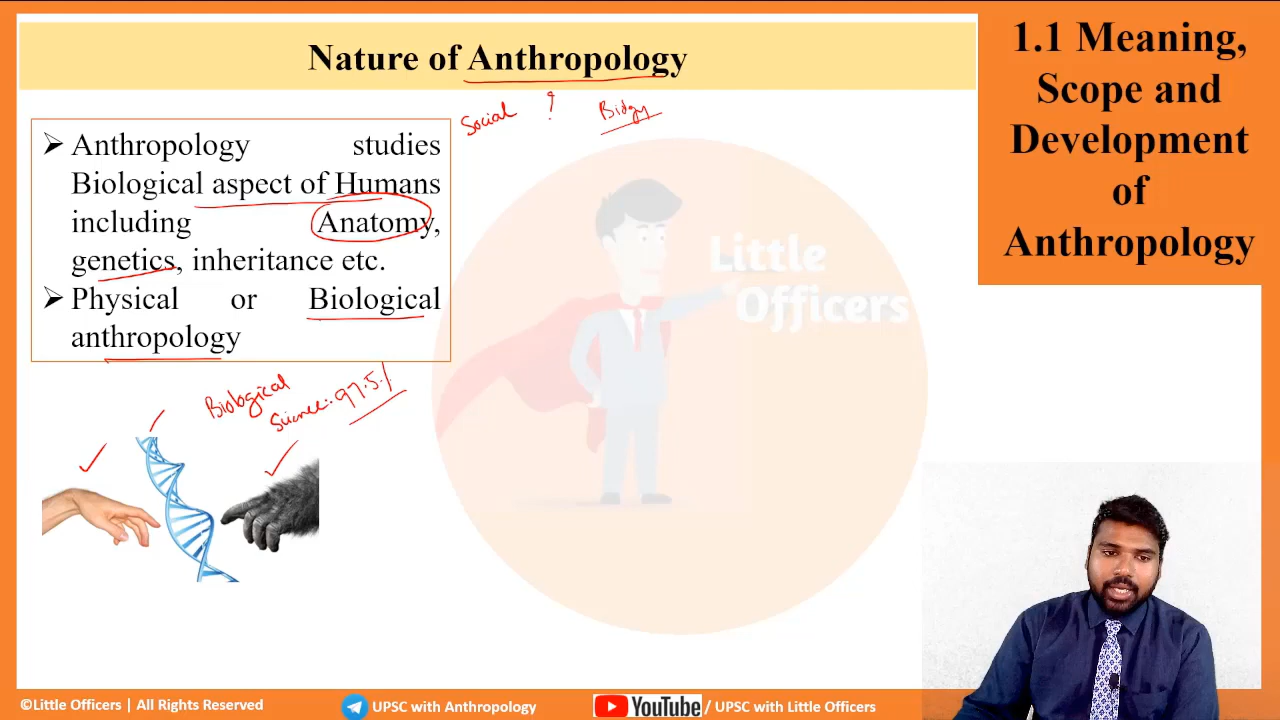 Nature of Anthropology
1.1 Meaning,
Scope and
Development
of
Anthropology
Social ? Biology
➢ Anthropology studies
Biological aspect of Humans
including Anatomy,
genetics, inheritance etc.
➢ Physical or Biological
anthropology
Biological
Science: 97.5%
Little
Officers
©Little Officers | All Rights Reserved
UPSC with Anthropology
YouTube / UPSC with Little Officers